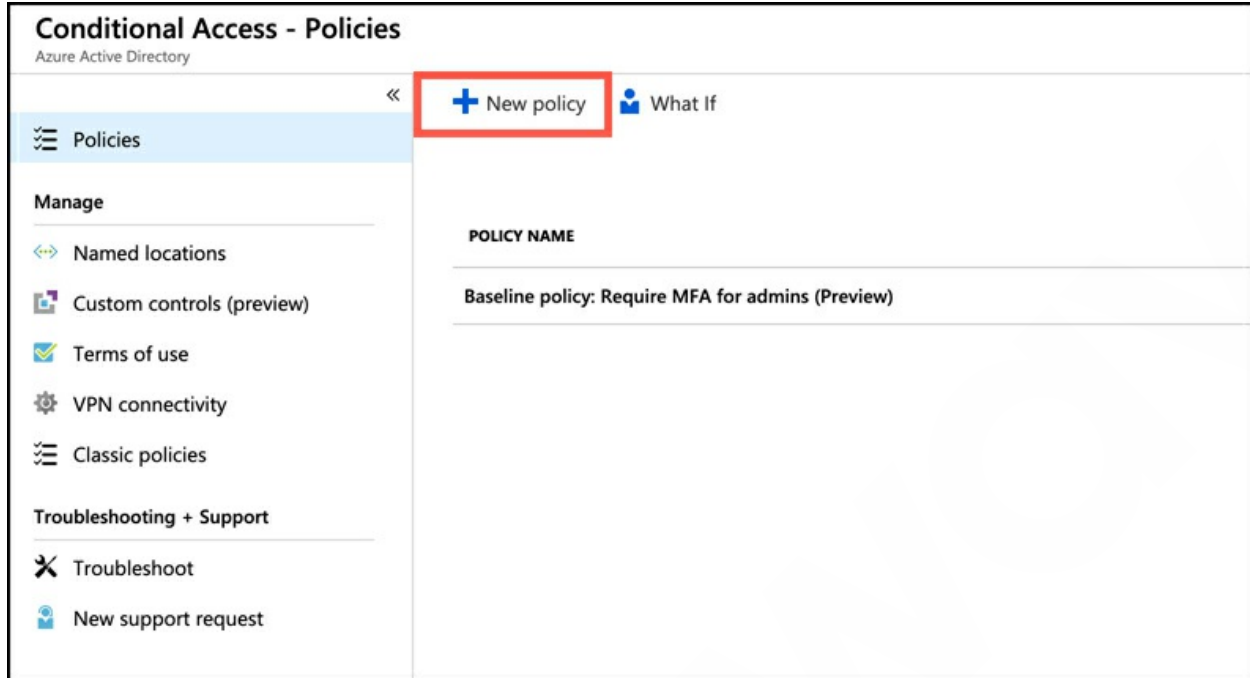 Conditional Access - Policies
Azure Active Directory
«
New policy
What If
Policies
Manage
Named locations
Custom controls (preview)
Terms of use
VPN connectivity
Classic policies
Troubleshooting + Support
Troubleshoot
New support request
POLICY NAME
Baseline policy: Require MFA for admins (Preview)